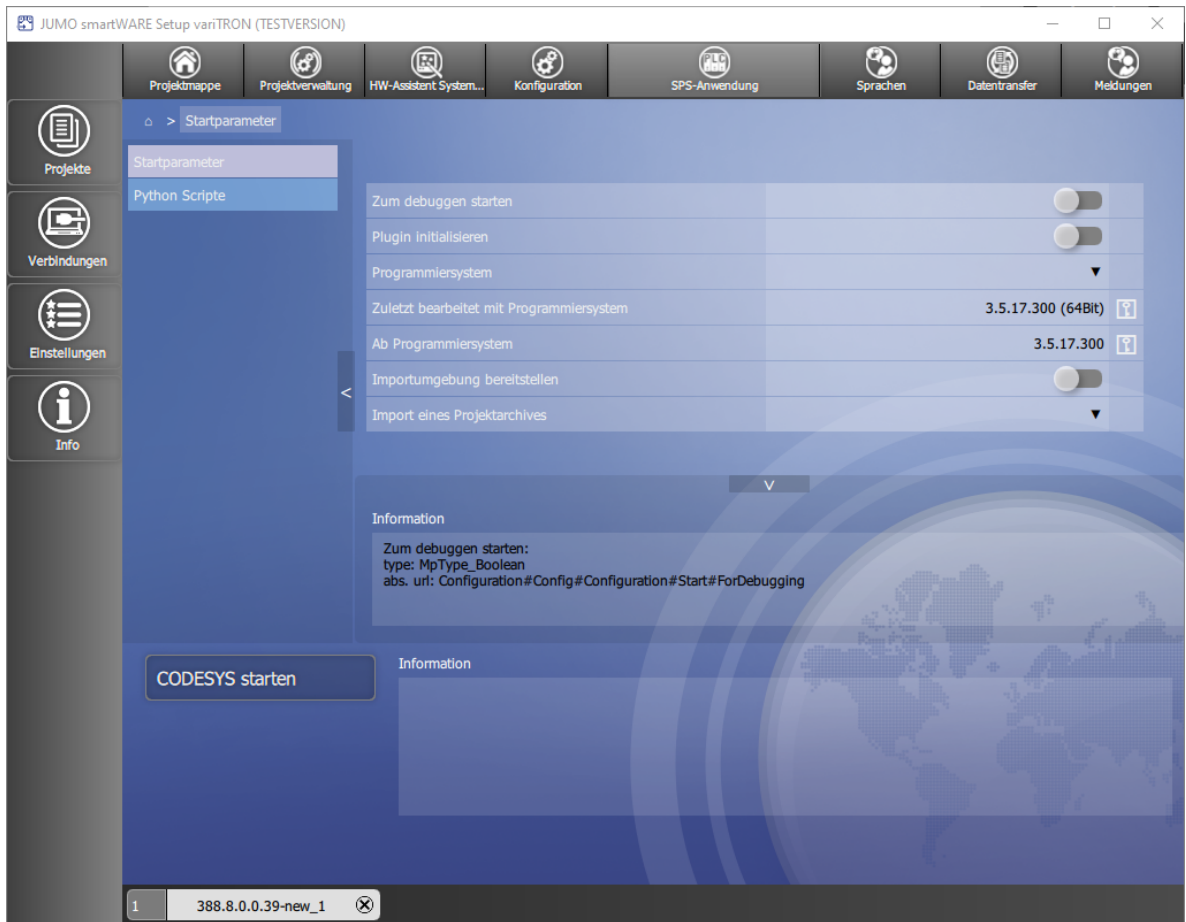 JUMO smartWARE Setup variTRON (TESTVERSION)
Projektmappe
Projektverwaltung
HW-Assistent System...
Konfiguration
PLC
SPS-Anwendung
Sprachen
Datentransfer
Meldungen
Projekte
Verbindungen
Einstellungen
Info
> Startparameter
Startparameter
Python Scripte
Zum debuggen starten
Plugin initialisieren
Programmiersystem
Zuletzt bearbeitet mit Programmiersystem 3.5.17.300 (64Bit)
Ab Programmiersystem 3.5.17.300
Importumgebung bereitstellen
Import eines Projektarchives
<
V
Information
Zum debuggen starten:
type: MpType_Boolean
abs. url: Configuration#Config#Configuration#Start#ForDebugging
CODESYS starten
Information
1 388.8.0.0.39-new_1